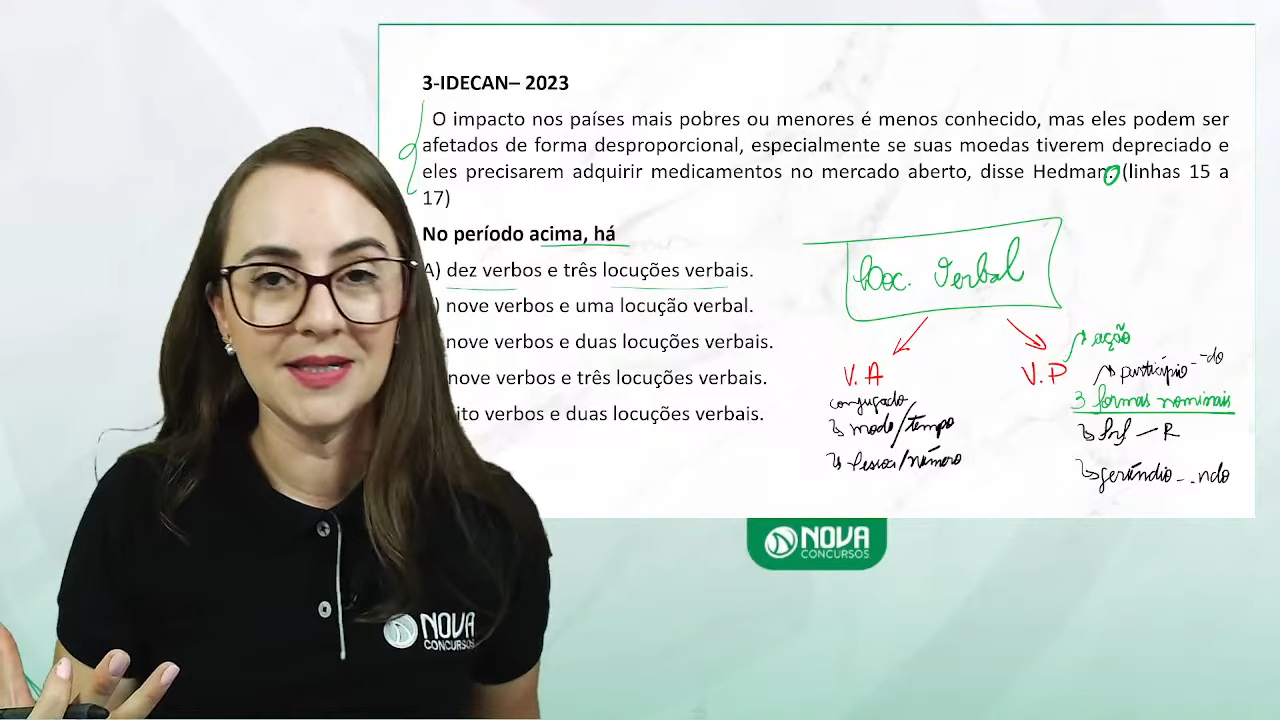 3-IDECAN– 2023
O impacto nos países mais pobres ou menores é menos conhecido, mas eles podem ser
afetados de forma desproporcional, especialmente se suas moedas tiverem depreciado e
eles precisarem adquirir medicamentos no mercado aberto, disse Hedman. (linhas 15 a
17)
No período acima, há
A) dez verbos e três locuções verbais.
) nove verbos e uma locução verbal.
nove verbos e duas locuções verbais.
nove verbos e três locuções verbais.
ito verbos e duas locuções verbais.
Loc. Verbal
V.A
conjugado
modo/tempo
Pessoa/número
V.P
ação
particípio -do
3 formas nominais
Inf – R
gerúndio - ndo
NOVA
CONCURSOS
NOVA
CONCURSOS